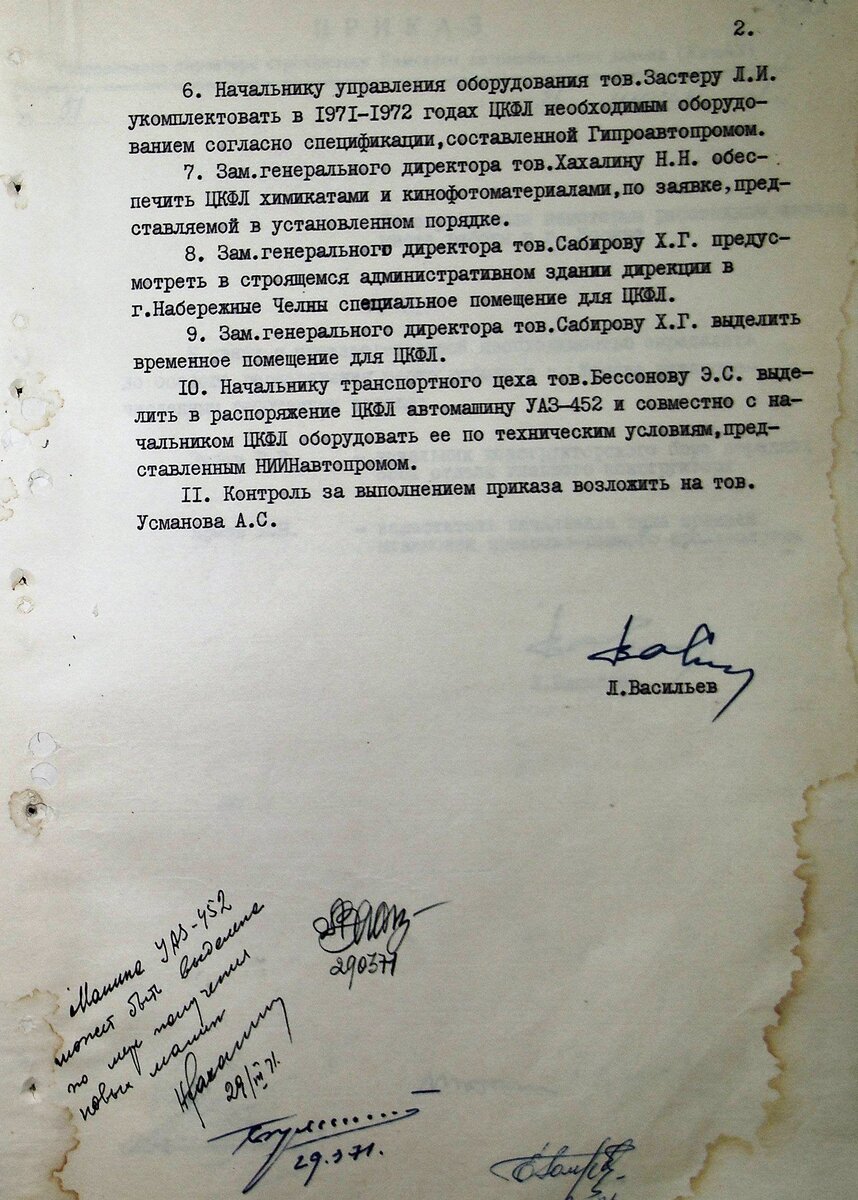 2.
6. Начальнику управления оборудования тов.Застеру Л.И.
укомплектовать в 1971-1972 годах ЦКФЛ необходимым оборудо-
ванием согласно спецификации,составленной Гипроавтопромом.
7. Зам.генерального директора тов.Хахалину Н.Н. обес-
печить ЦКФЛ химикатами и кинофотоматериалами,по заявке,пред-
ставляемой в установленном порядке.
8. Зам.генерального директора тов.Сабирову Х.Г. предус-
мотреть в строящемся административном здании дирекции в
г.Набережные Челны специальное помещение для ЦКФЛ.
9. Зам.генерального директора тов.Сабирову Х.Г. выделить
временное помещение для ЦКФЛ.
10. Начальнику транспортного цеха тов.Бессонову Э.С. выде-
лить в распоряжение ЦКФЛ автомашину УАЗ-452 и совместно с на-
чальником ЦКФЛ оборудовать ее по техническим условиям,пред-
ставленным НИИНавтопромом.
11. Контроль за выполнением приказа возложить на тов.
Усманова А.С.
Л.Васильев
Машина УАЗ-452
может быть выделена
по мере получения
новых машин
29/III 71.
290371
29.3.71.